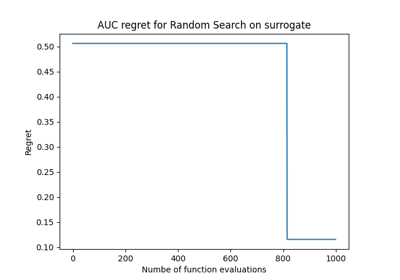 AUC regret for Random Search on surrogate
0.50
0.45
0.40
0.35
0.30
0.25
0.20
0.15
0.10
Regret
0 200 400 600 800 1000
Numbe of function evaluations